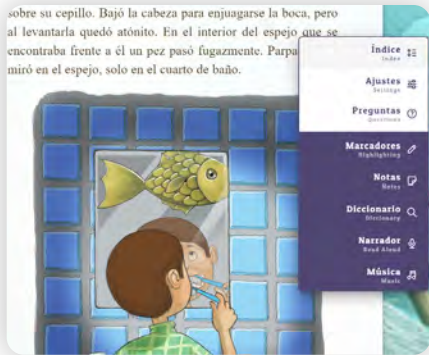 sobre su cepillo. Bajó la cabeza para enjuagarse la boca, pero
al levantarla quedó atónito. En el interior del espejo que se
encontraba frente a él un pez pasó fugazmente.
miró en el espejo, solo en el cuarto de baño.
Índice
Index
Ajustes
Settings
Preguntas
Questions
Marcadores
Highlighting
Notas
Notes
Diccionario
Dictionary
Narrador
Read Aloud
Música
Music